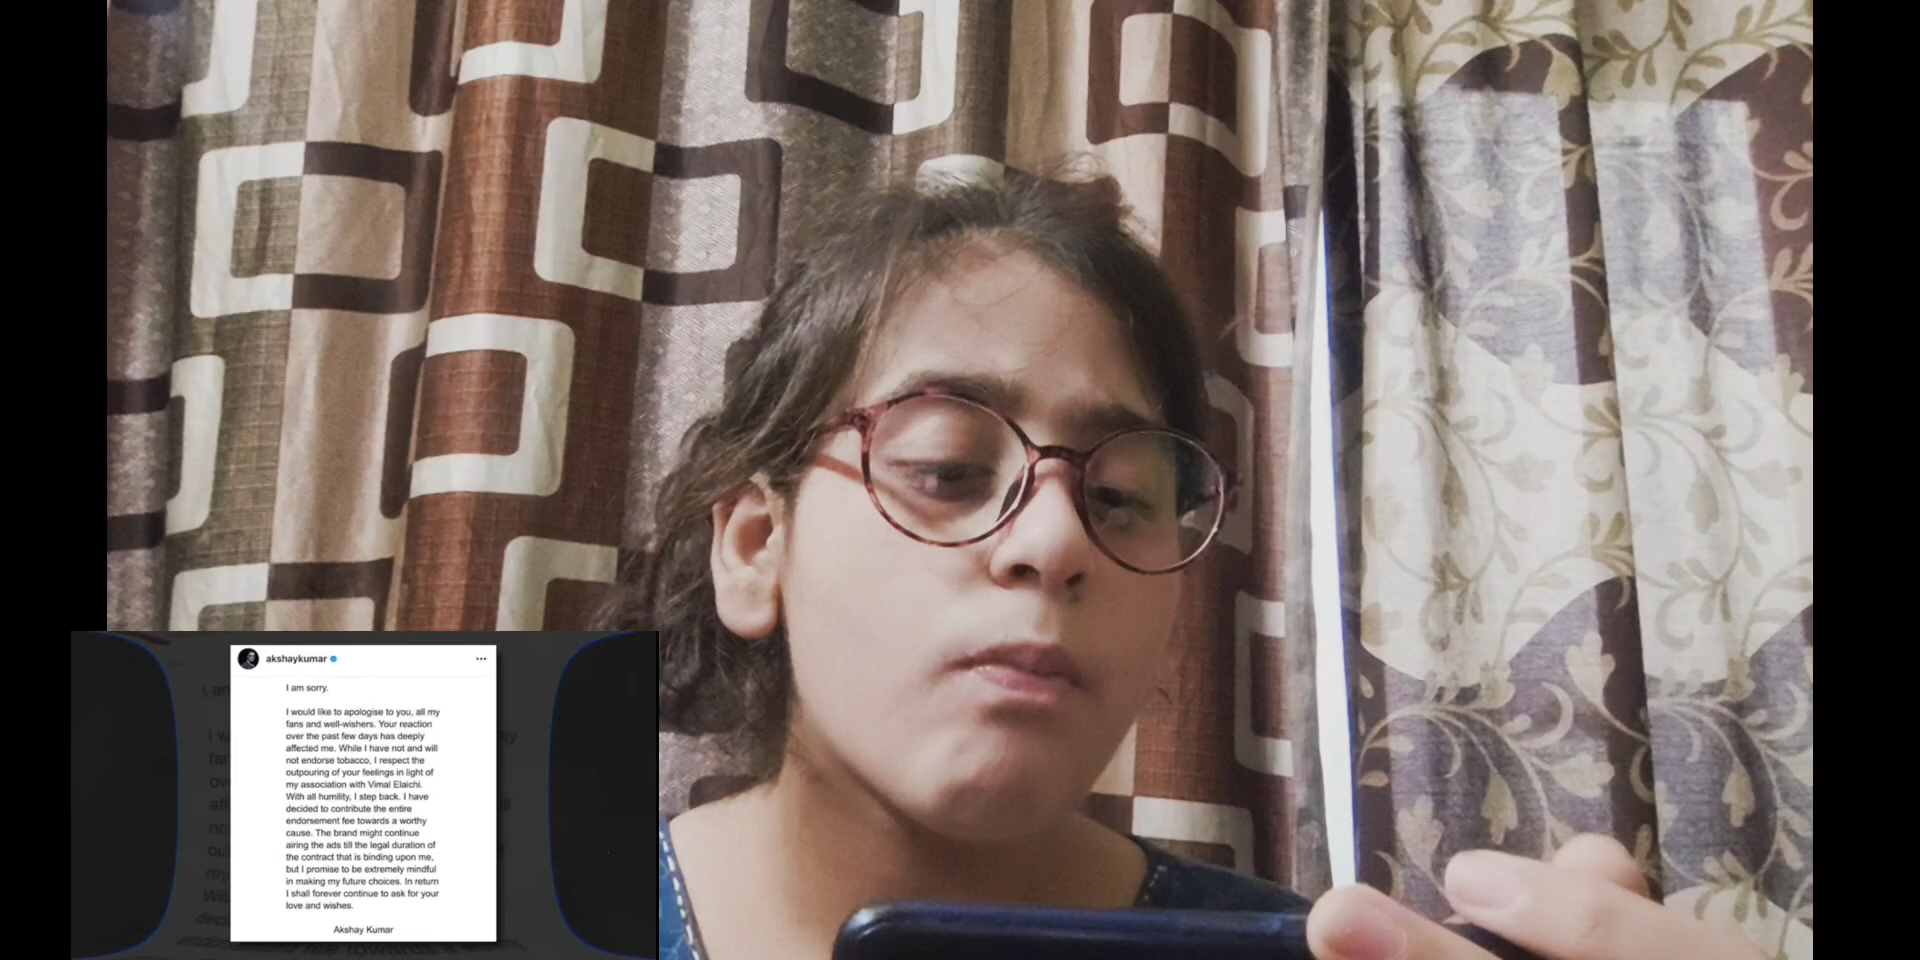 akshaykumar
I am sorry.
I would like to apologise to you, all my
fans and well-wishers. Your reaction
over the past few days has deeply
affected me. While I have not and will
not endorse tobacco, I respect the
outpouring of your feelings in light of
my association with Vimal Elaichi.
With all humility, I step back. I have
decided to contribute the entire
endorsement fee towards a worthy
cause. The brand might continue
airing the ads till the legal duration of
the contract that is binding upon me,
but I promise to be extremely mindful
in making my future choices. In return
I shall forever continue to ask for your
love and wishes.
Akshay Kumar